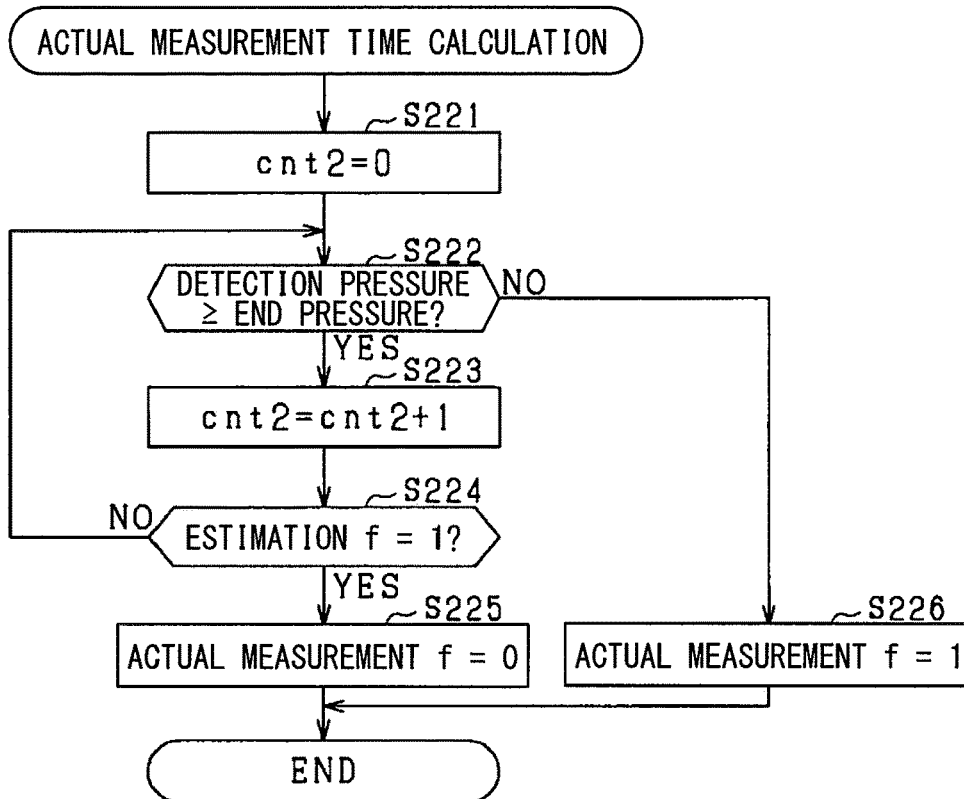 ACTUAL MEASUREMENT TIME CALCULATION
S221
cnt2=0
S222
DETECTION PRESSURE
≥ END PRESSURE?
NO
YES
S223
cnt2=cnt2+1
S224
NO
ESTIMATION f = 1?
YES
S225
ACTUAL MEASUREMENT f = 0
S226
ACTUAL MEASUREMENT f = 1
END